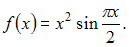 f(x) = x² sin πx/2.